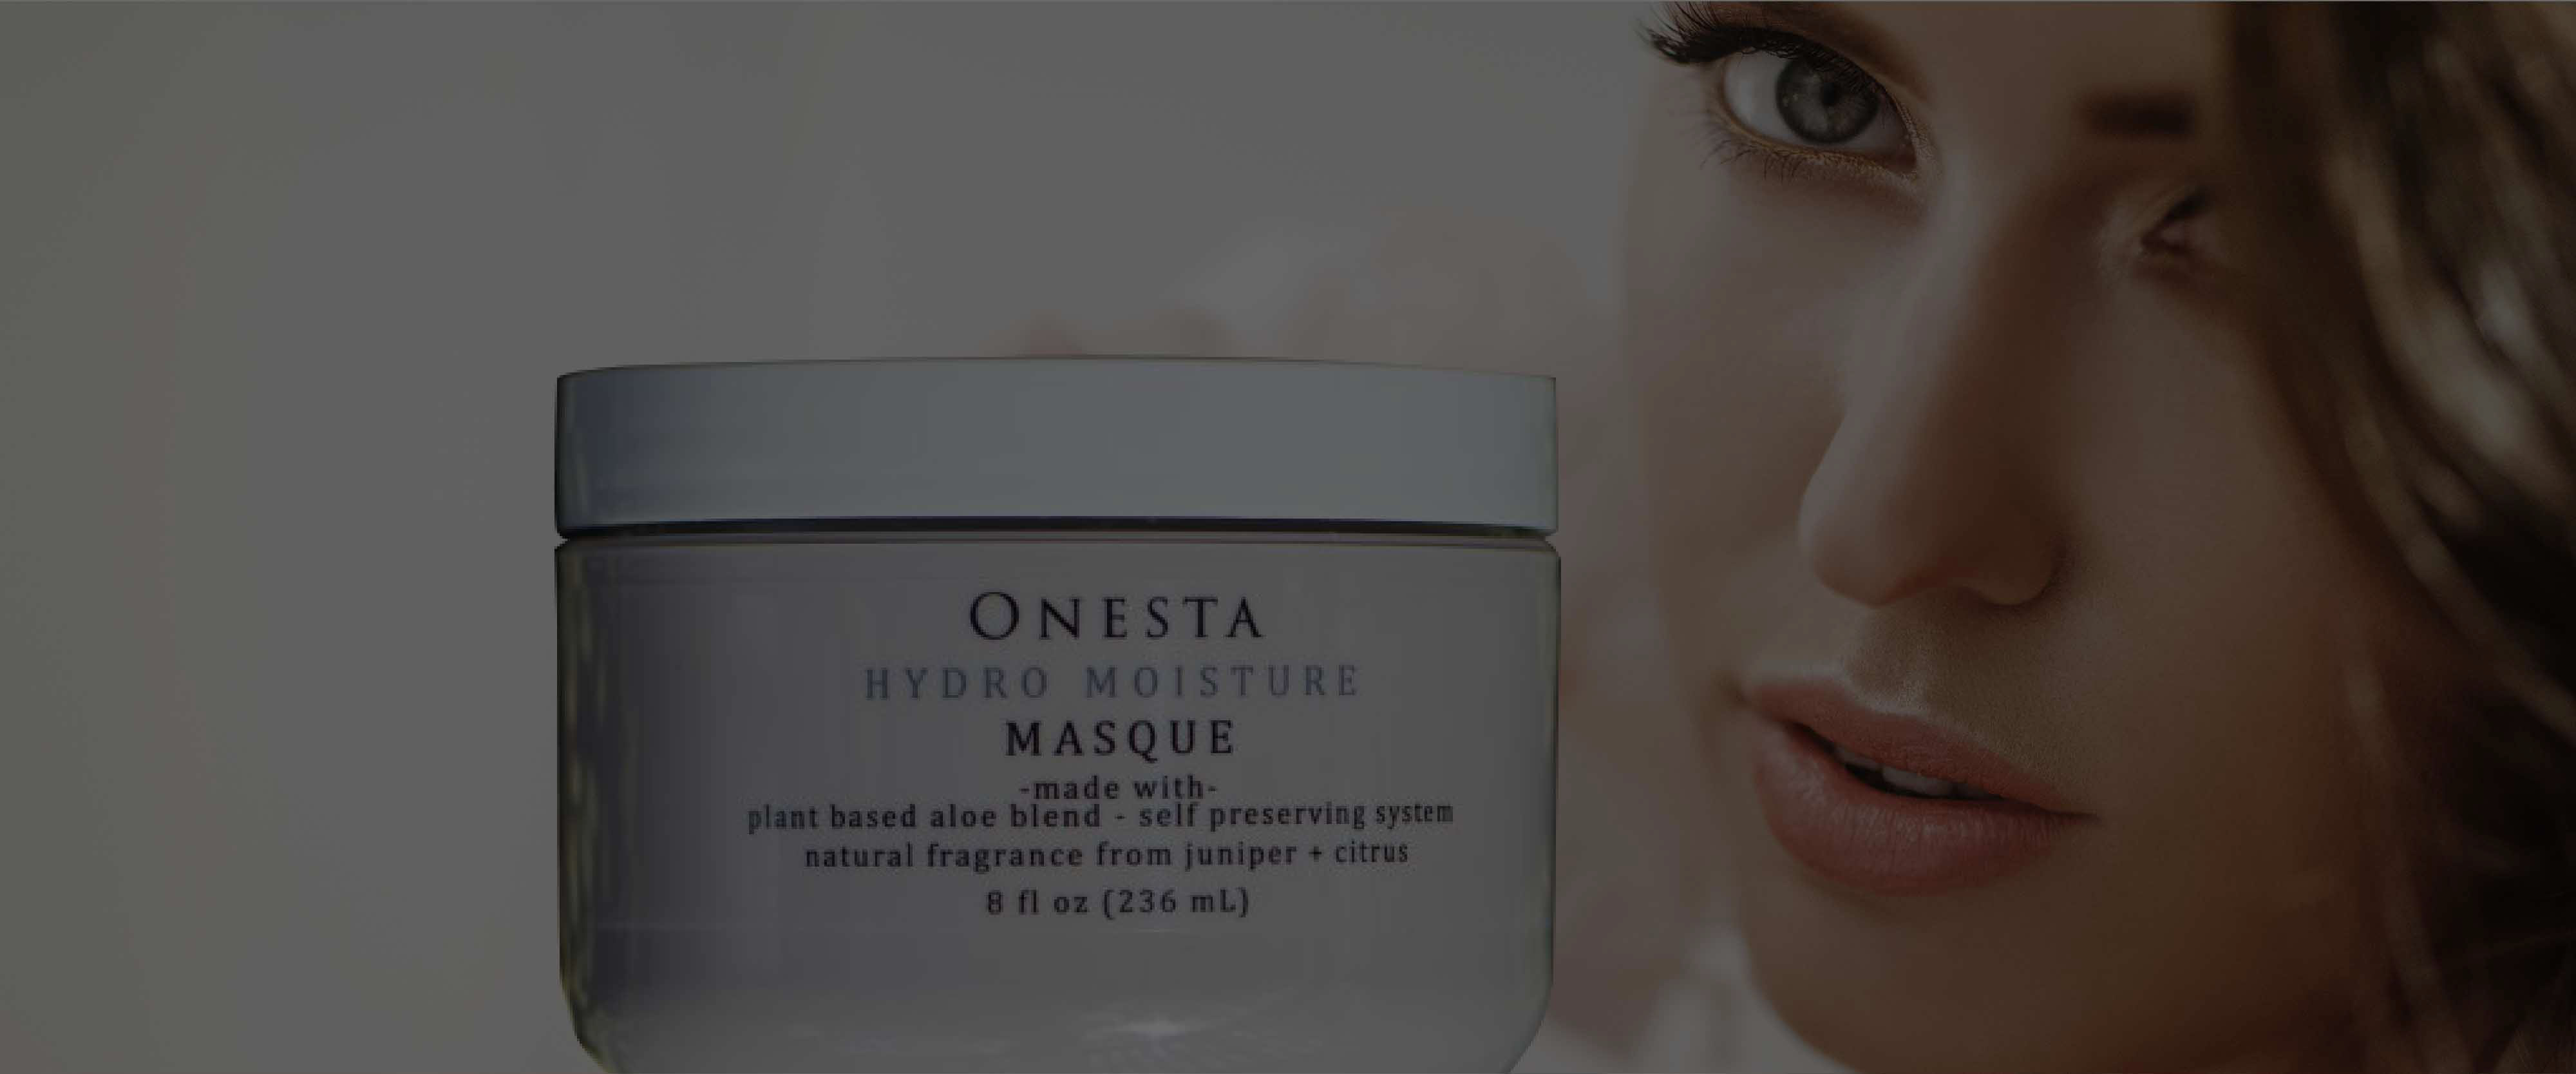 ONESTA
HYDRO MOISTURE
MASQUE
-made with-
plant based aloe blend - self preserving system
natural fragrance from juniper + citrus
8 fl oz (236 mL)